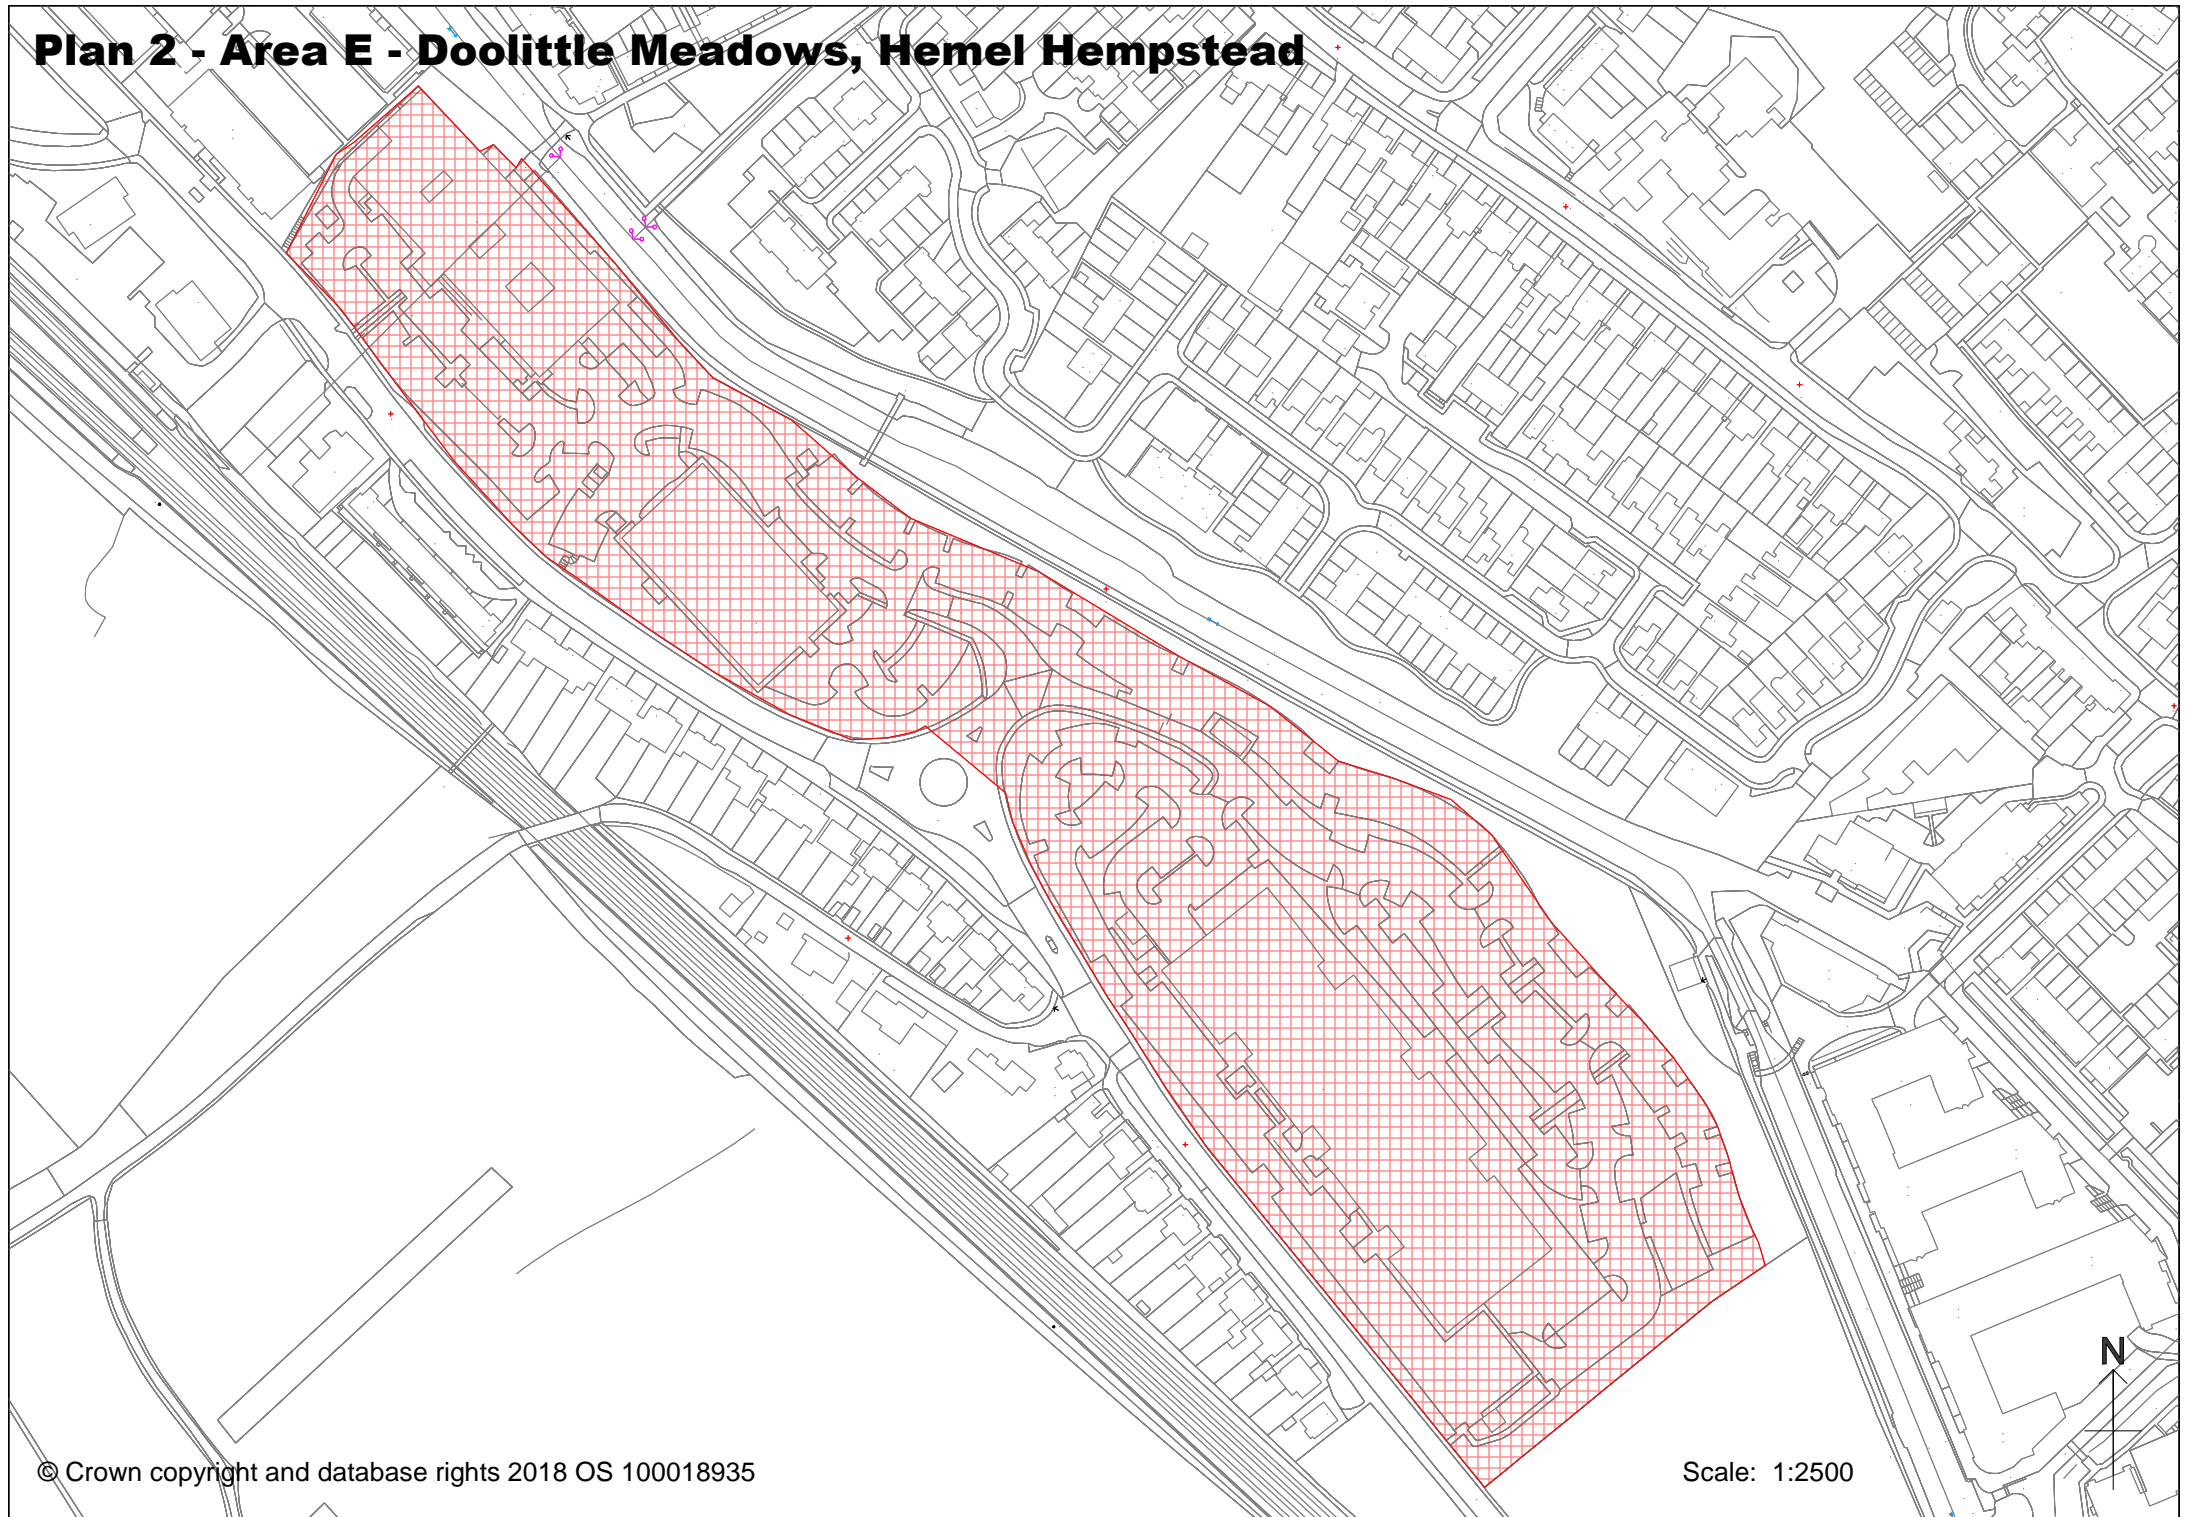 Plan 2 - Area E - Doolittle Meadows, Hemel Hempstead
N
© Crown copyright and database rights 2018 OS 100018935
Scale: 1:2500